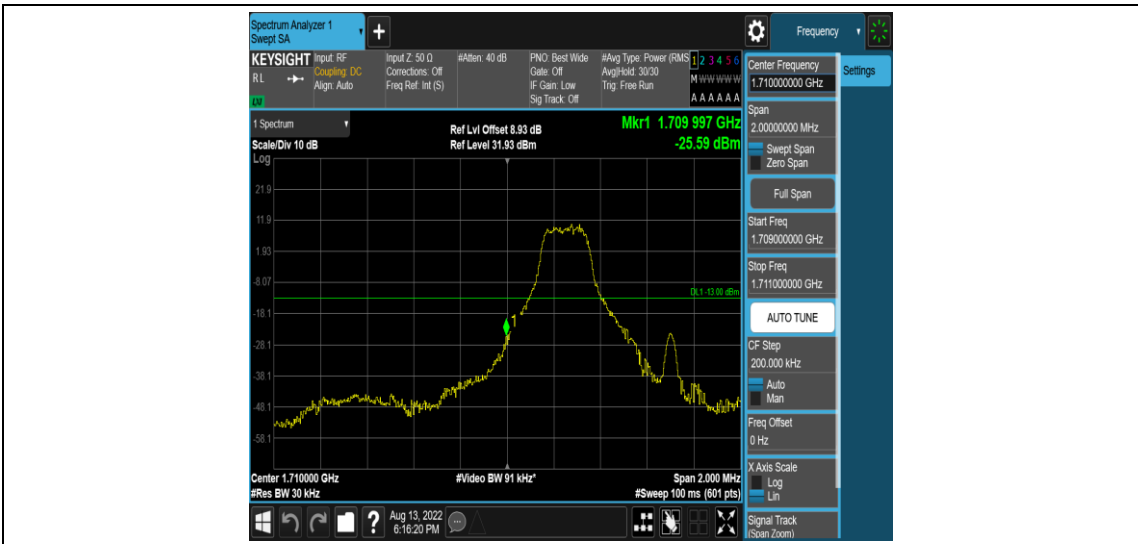 Spectrum Analyzer 1
Swept SA
+
Frequency
KEYSIGHT
RL
LXI
Input: RF
Coupling: DC
Align: Auto
Input Z: 50 Ω
Corrections: Off
Freq Ref: Int (S)
#Atten: 40 dB
PNO: Best Wide
Gate: Off
IF Gain: Low
Sig Track: Off
#Avg Type: Power (RMS
Avg|Hold: 30/30
Trig: Free Run
1 2 3 4 5 6
M W W W W W
A A A A A A
Center Frequency
1.710000000 GHz
Settings
Span
2.00000000 MHz
Swept Span
Zero Span
Full Span
Start Freq
1.709000000 GHz
Stop Freq
1.711000000 GHz
AUTO TUNE
CF Step
200.000 kHz
Auto
Man
Freq Offset
0 Hz
X Axis Scale
Log
Lin
Signal Track
(Span Zoom)
1 Spectrum
Scale/Div 10 dB
Log
Ref Lvl Offset 8.93 dB
Ref Level 31.93 dBm
Mkr1 1.709 997 GHz
-25.59 dBm
21.9
11.9
1.93
-8.07
DL1 -13.00 dBm
-18.1
1
-28.1
-38.1
-48.1
-58.1
Center 1.710000 GHz
#Video BW 91 kHz*
Span 2.000 MHz
#Res BW 30 kHz
#Sweep 100 ms (601 pts)
?
Aug 13, 2022
6:16:20 PM